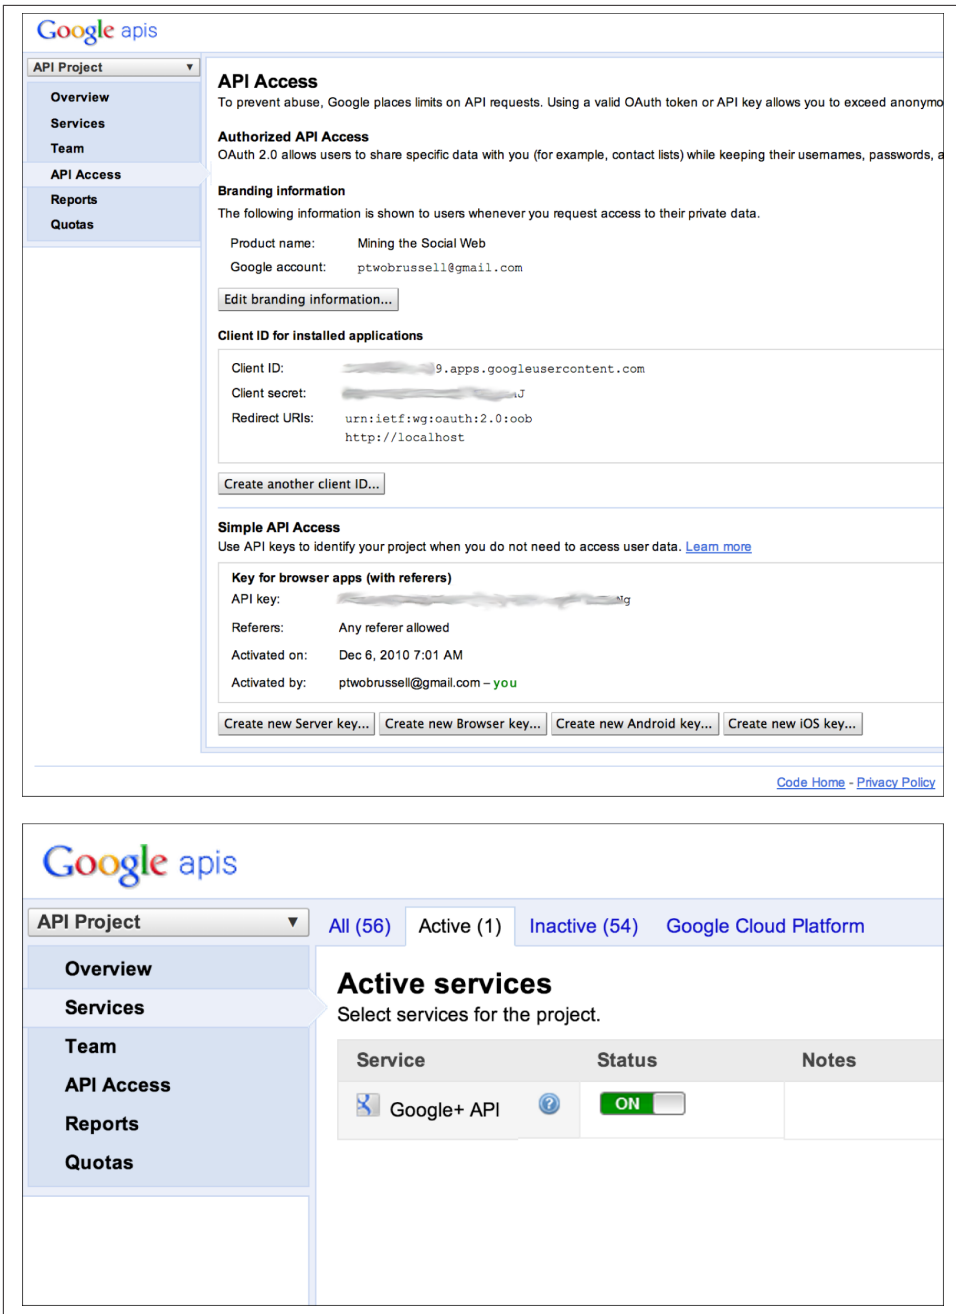 Google apis
API Project
Overview
Services
Team
API Access
Reports
Quotas
API Access
To prevent abuse, Google places limits on API requests. Using a valid OAuth token or API key allows you to exceed anonymo
Authorized API Access
OAuth 2.0 allows users to share specific data with you (for example, contact lists) while keeping their usernames, passwords, a
Branding information
The following information is shown to users whenever you request access to their private data.
Product name: Mining the Social Web
Google account: ptwobrussell@gmail.com
Edit branding information...
Client ID for installed applications
Client ID: 9.apps.googleusercontent.com
Client secret: J
Redirect URIs: urn:ietf:wg:oauth:2.0:oob
http://localhost
Create another client ID...
Simple API Access
Use API keys to identify your project when you do not need to access user data. Learn more
Key for browser apps (with referers)
API key: Ng
Referers: Any referer allowed
Activated on: Dec 6, 2010 7:01 AM
Activated by: ptwobrussell@gmail.com – you
Create new Server key... Create new Browser key... Create new Android key... Create new iOS key...
Code Home - Privacy Policy
Google apis
API Project
Overview
Services
Team
API Access
Reports
Quotas
All (56) Active (1) Inactive (54) Google Cloud Platform
Active services
Select services for the project.
Service Status Notes
Google+ API ON